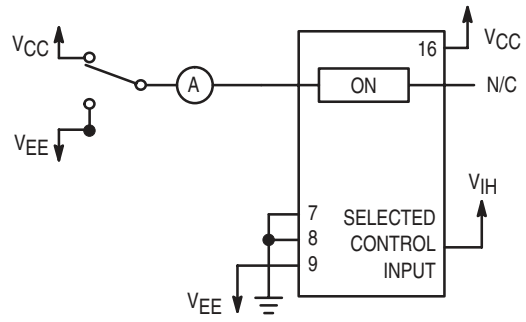 VCC
VEE
A
16
ON
VCC
N/C
7
8
9
SELECTED
CONTROL
INPUT
VIH
VEE